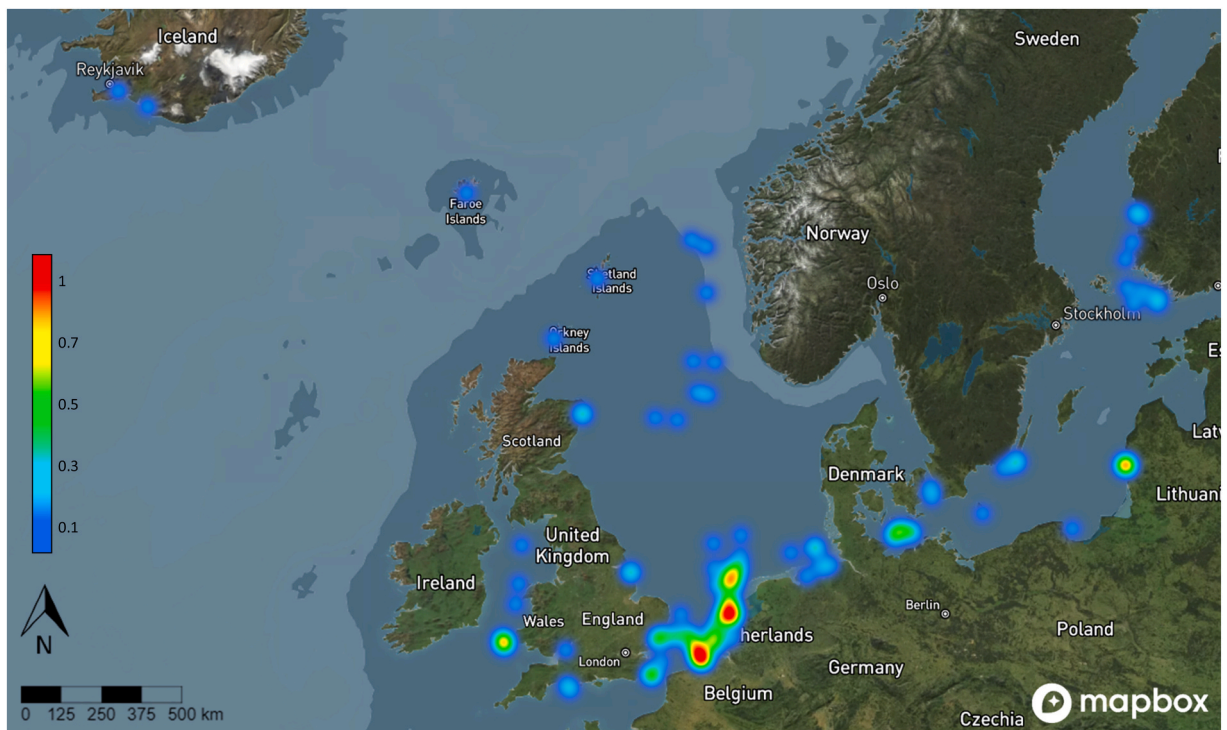 Iceland
Sweden
Reykjavik
Faroe
Islands
Norway
Shetland
Islands
Oslo
1
Stockholm
Orkney
Islands
0.7
0.5
Scotland
Latv
0.3
Denmark
Lithuani
0.1
United
Kingdom
Ireland
Berlin
Wales
England
herlands
Poland
N
London
Germany
Belgium
0 125 250 375 500 km
mapbox
Czechia